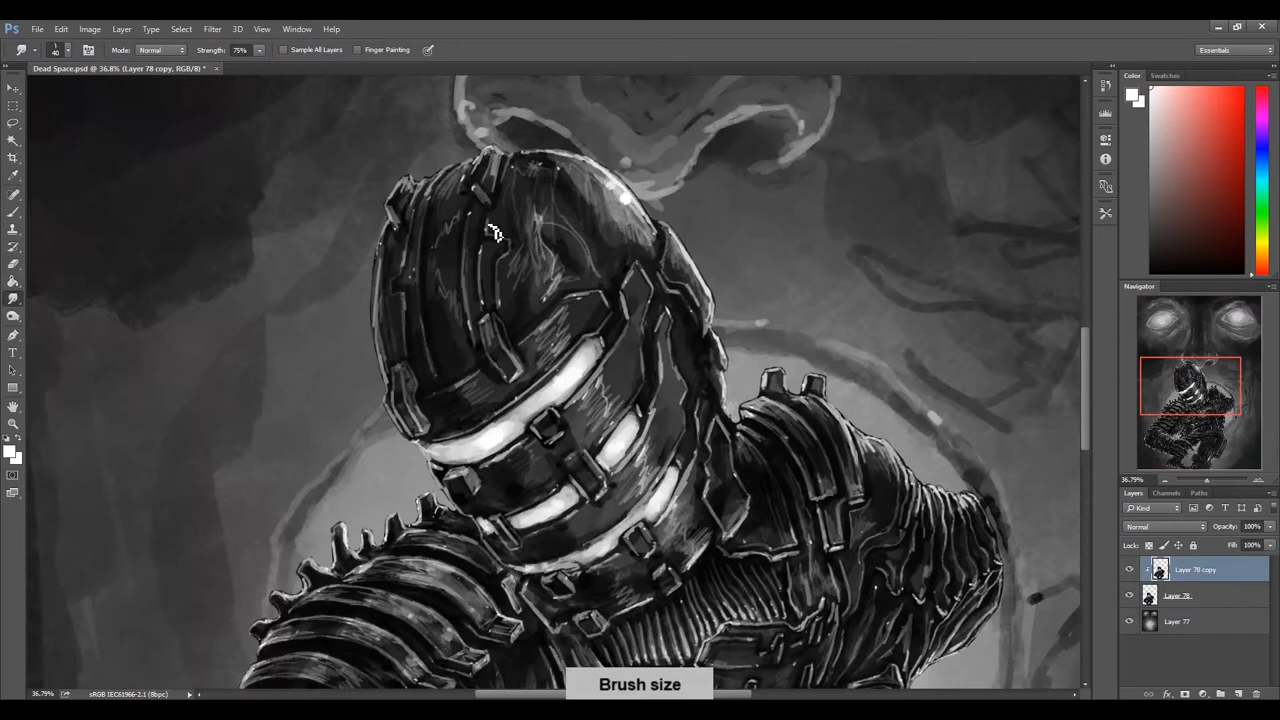 Ps File Edit Image Layer Type Select Filter 3D View Window Help
40 Mode: Normal Strength: 75% Sample All Layers Finger Painting Essentials
Dead Space.psd @ 36.8% (Layer 78 copy, RGB/8) * ×
Color Swatches
Navigator
36.79%
Layers Channels Paths
Kind
Normal Opacity: 100%
Lock: Fill: 100%
Layer 78 copy
Layer 78
Layer 77
Brush size
36.79% sRGB IEC61966-2.1 (8bpc)
fx